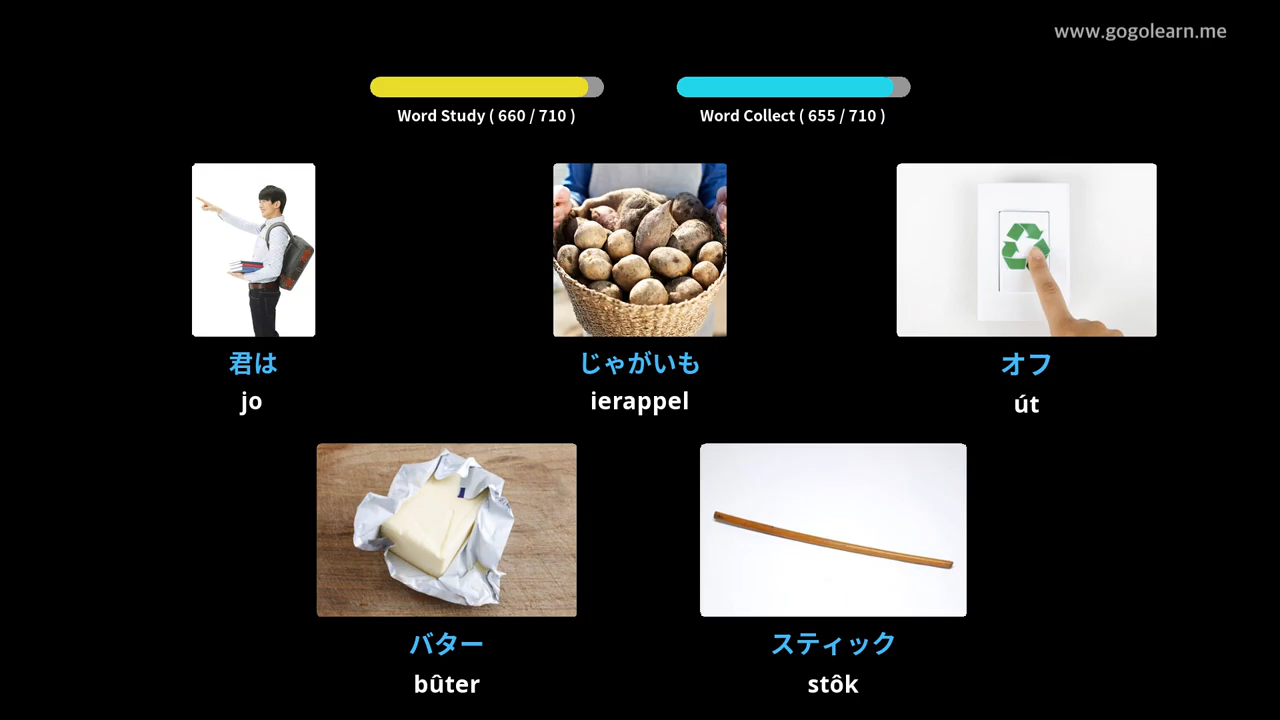 www.gogolearn.me
Word Study ( 660 / 710 )
Word Collect ( 655 / 710 )
君は
jo
じゃがいも
ierappel
オフ
út
バター
bûter
スティック
stôk